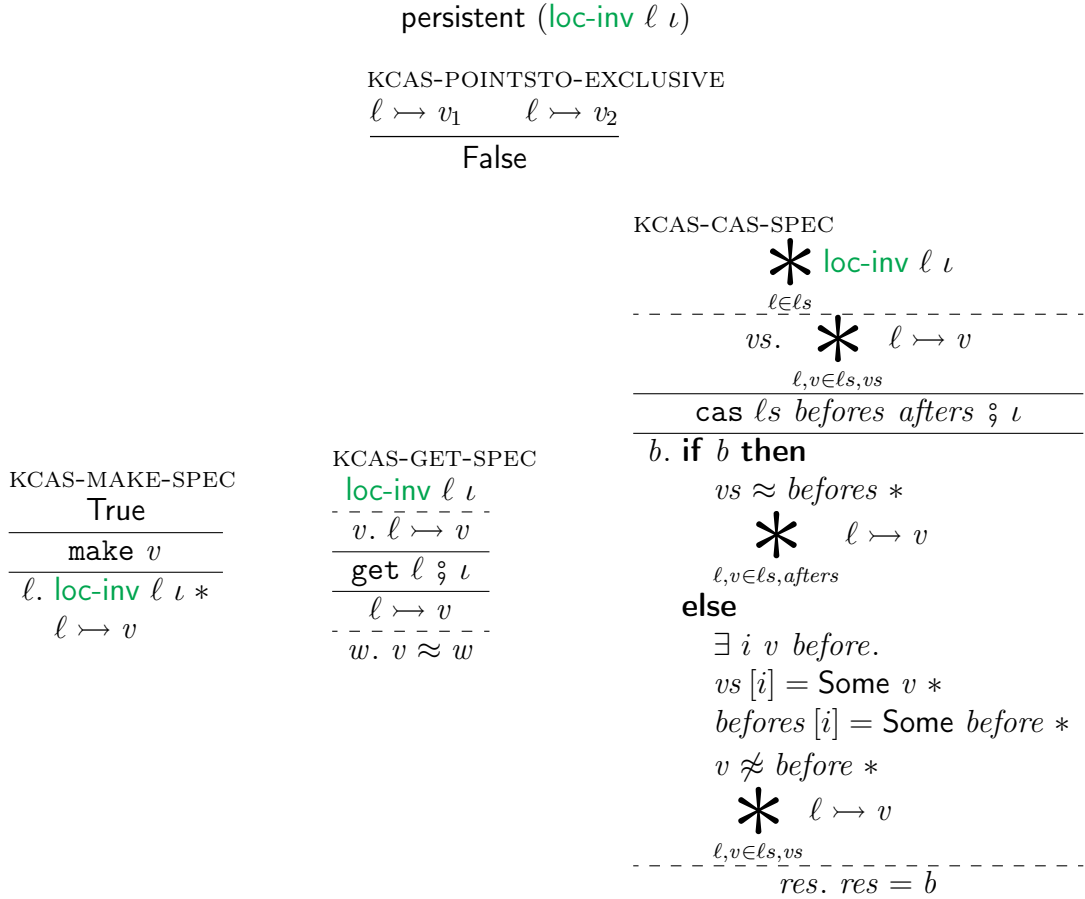 persistent (loc-inv ℓ ι)
KCAS-POINTSTO-EXCLUSIVE
ℓ ↣ v₁ ℓ ↣ v₂
False
KCAS-MAKE-SPEC
True
make v
ℓ. loc-inv ℓ ι ∗
ℓ ↣ v
KCAS-GET-SPEC
loc-inv ℓ ι
v. ℓ ↣ v
get ℓ ⨾ ι
ℓ ↣ v
w. v ≈ w
KCAS-CAS-SPEC
∗ loc-inv ℓ ι
ℓ∈ℓs
vs. ∗ ℓ ↣ v
ℓ,v∈ℓs,vs
cas ℓs befores afters ⨾ ι
b. if b then
vs ≈ befores ∗
∗ ℓ ↣ v
ℓ,v∈ℓs,afters
else
∃ i v before.
vs [i] = Some v ∗
befores [i] = Some before ∗
v ≉ before ∗
∗ ℓ ↣ v
ℓ,v∈ℓs,vs
res. res = b